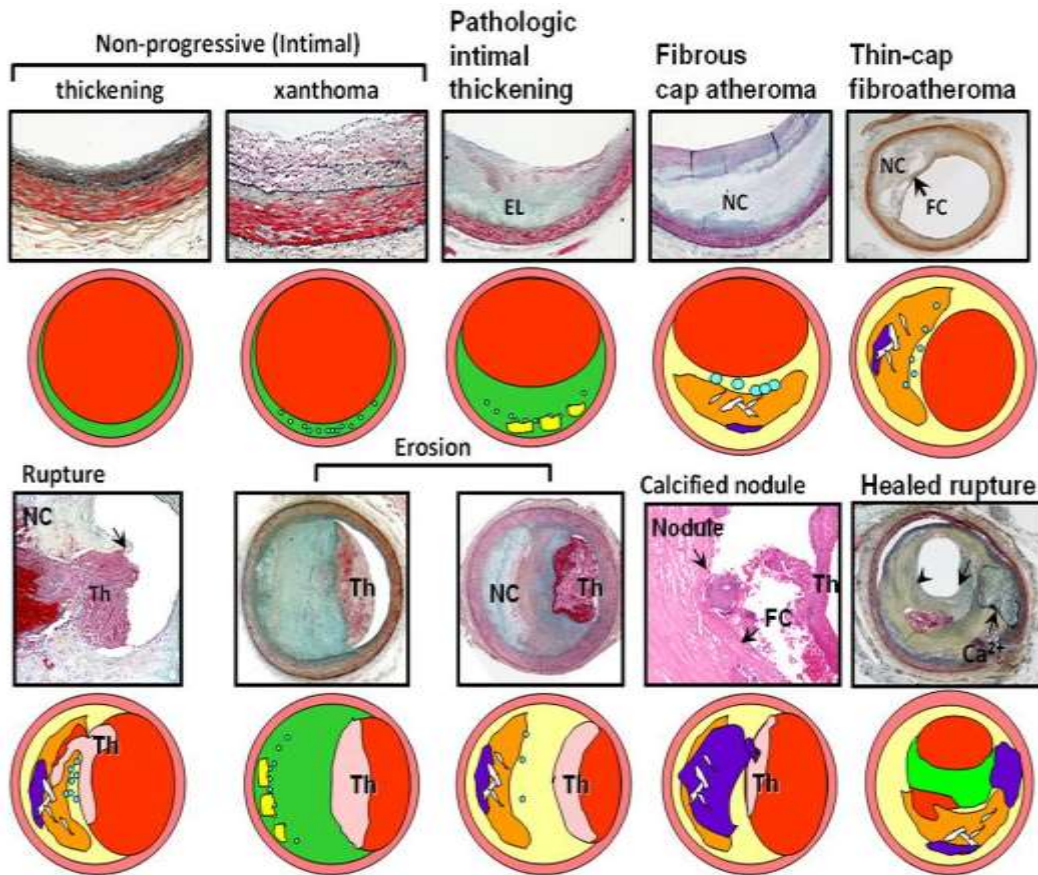 Non-progressive (Intimal)
thickening
xanthoma
Pathologic
intimal
thickening
Fibrous
cap atheroma
Thin-cap
fibroatheroma
EL
NC
NC
FC
Rupture
Erosion
Calcified nodule
Healed rupture
NC
Th
Th
NC
Th
Nodule
FC
Th
Ca²⁺
Th
Th
Th
Th